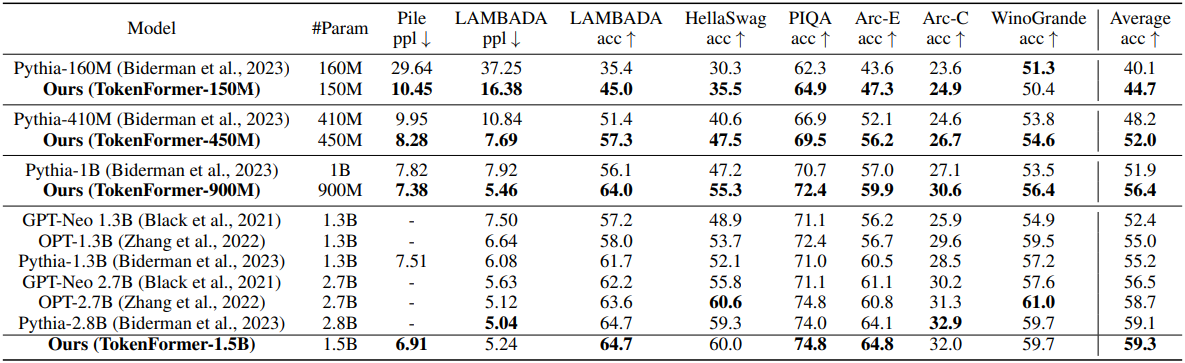 Model #Param Pile LAMBADA LAMBADA HellaSwag PIQA Arc-E Arc-C WinoGrande Average
ppl ↓ ppl ↓ acc ↑ acc ↑ acc ↑ acc ↑ acc ↑ acc ↑ acc ↑
Pythia-160M (Biderman et al., 2023) 160M 29.64 37.25 35.4 30.3 62.3 43.6 23.6 51.3 40.1
Ours (TokenFormer-150M) 150M 10.45 16.38 45.0 35.5 64.9 47.3 24.9 50.4 44.7
Pythia-410M (Biderman et al., 2023) 410M 9.95 10.84 51.4 40.6 66.9 52.1 24.6 53.8 48.2
Ours (TokenFormer-450M) 450M 8.28 7.69 57.3 47.5 69.5 56.2 26.7 54.6 52.0
Pythia-1B (Biderman et al., 2023) 1B 7.82 7.92 56.1 47.2 70.7 57.0 27.1 53.5 51.9
Ours (TokenFormer-900M) 900M 7.38 5.46 64.0 55.3 72.4 59.9 30.6 56.4 56.4
GPT-Neo 1.3B (Black et al., 2021) 1.3B - 7.50 57.2 48.9 71.1 56.2 25.9 54.9 52.4
OPT-1.3B (Zhang et al., 2022) 1.3B - 6.64 58.0 53.7 72.4 56.7 29.6 59.5 55.0
Pythia-1.3B (Biderman et al., 2023) 1.3B 7.51 6.08 61.7 52.1 71.0 60.5 28.5 57.2 55.2
GPT-Neo 2.7B (Black et al., 2021) 2.7B - 5.63 62.2 55.8 71.1 61.1 30.2 57.6 56.5
OPT-2.7B (Zhang et al., 2022) 2.7B - 5.12 63.6 60.6 74.8 60.8 31.3 61.0 58.7
Pythia-2.8B (Biderman et al., 2023) 2.8B - 5.04 64.7 59.3 74.0 64.1 32.9 59.7 59.1
Ours (TokenFormer-1.5B) 1.5B 6.91 5.24 64.7 60.0 74.8 64.8 32.0 59.7 59.3